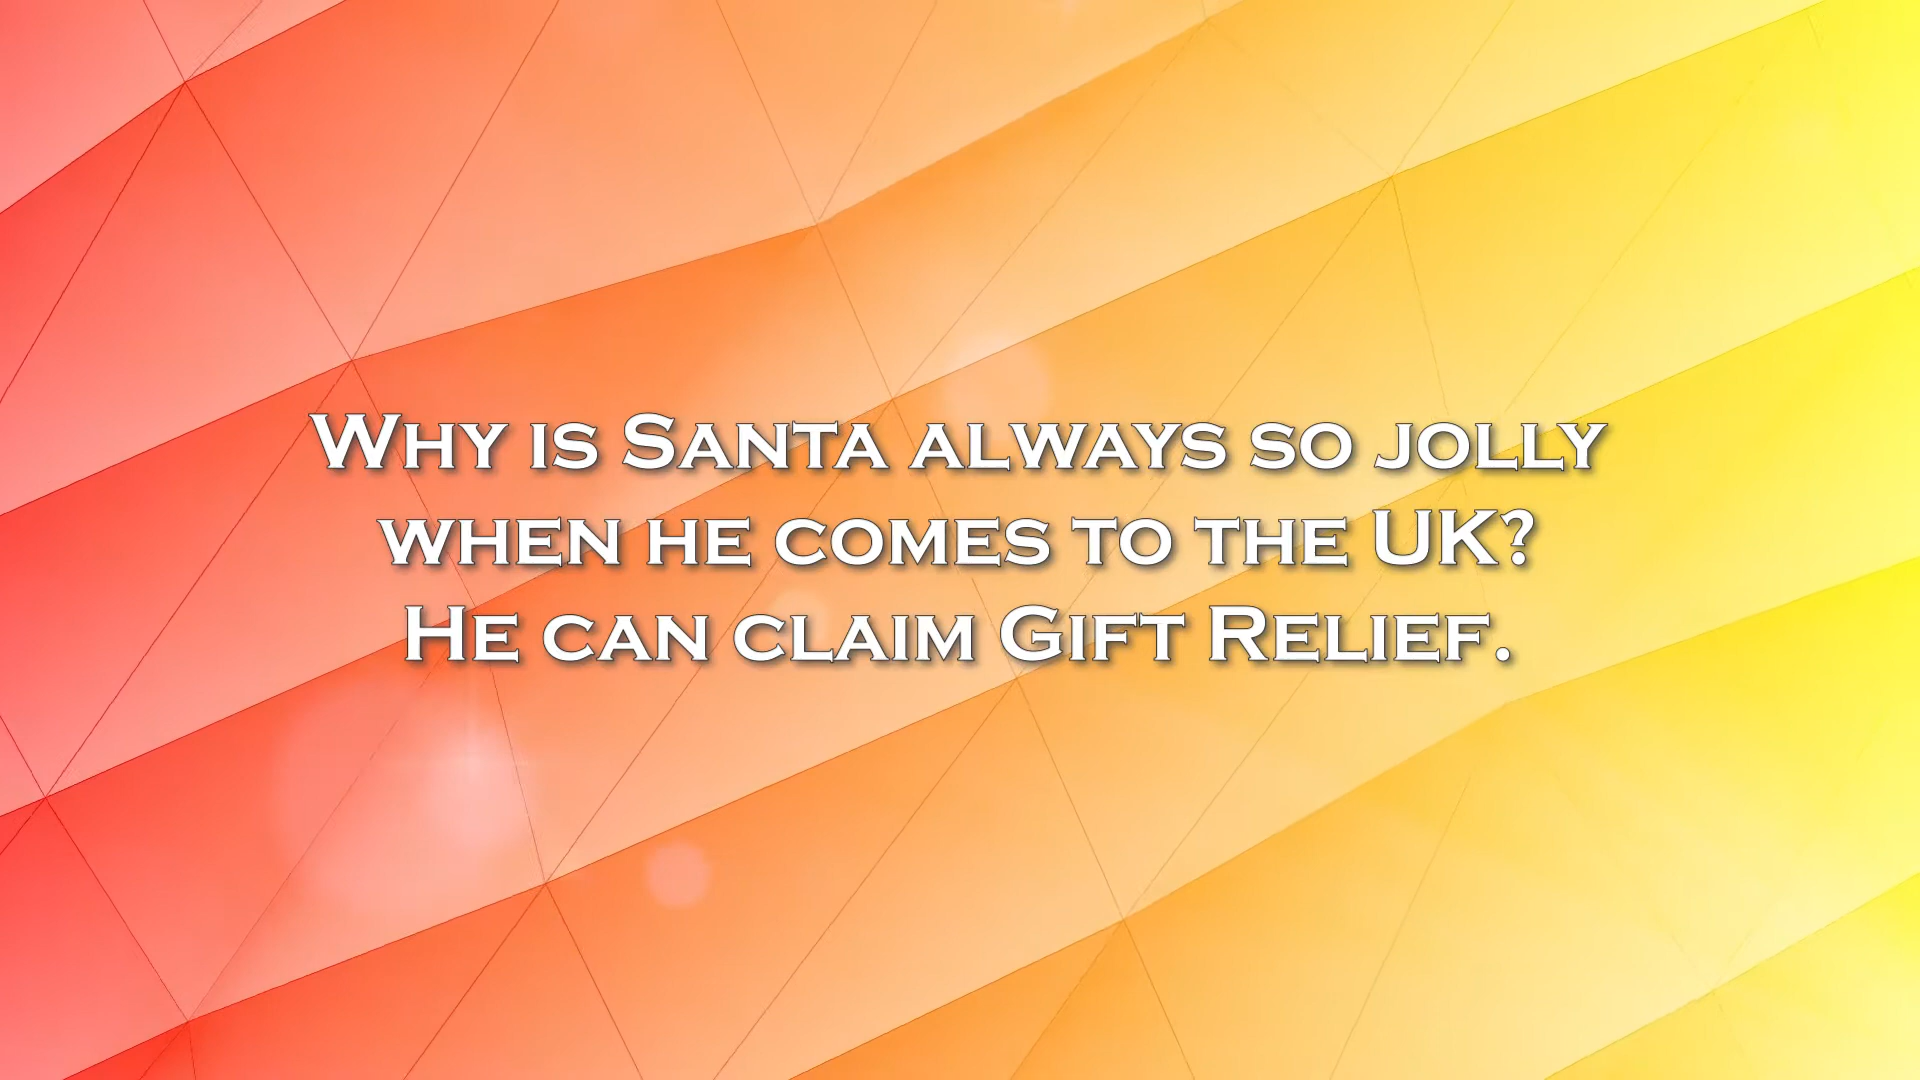 Why is Santa always so jolly
when he comes to the UK?
He can claim Gift Relief.